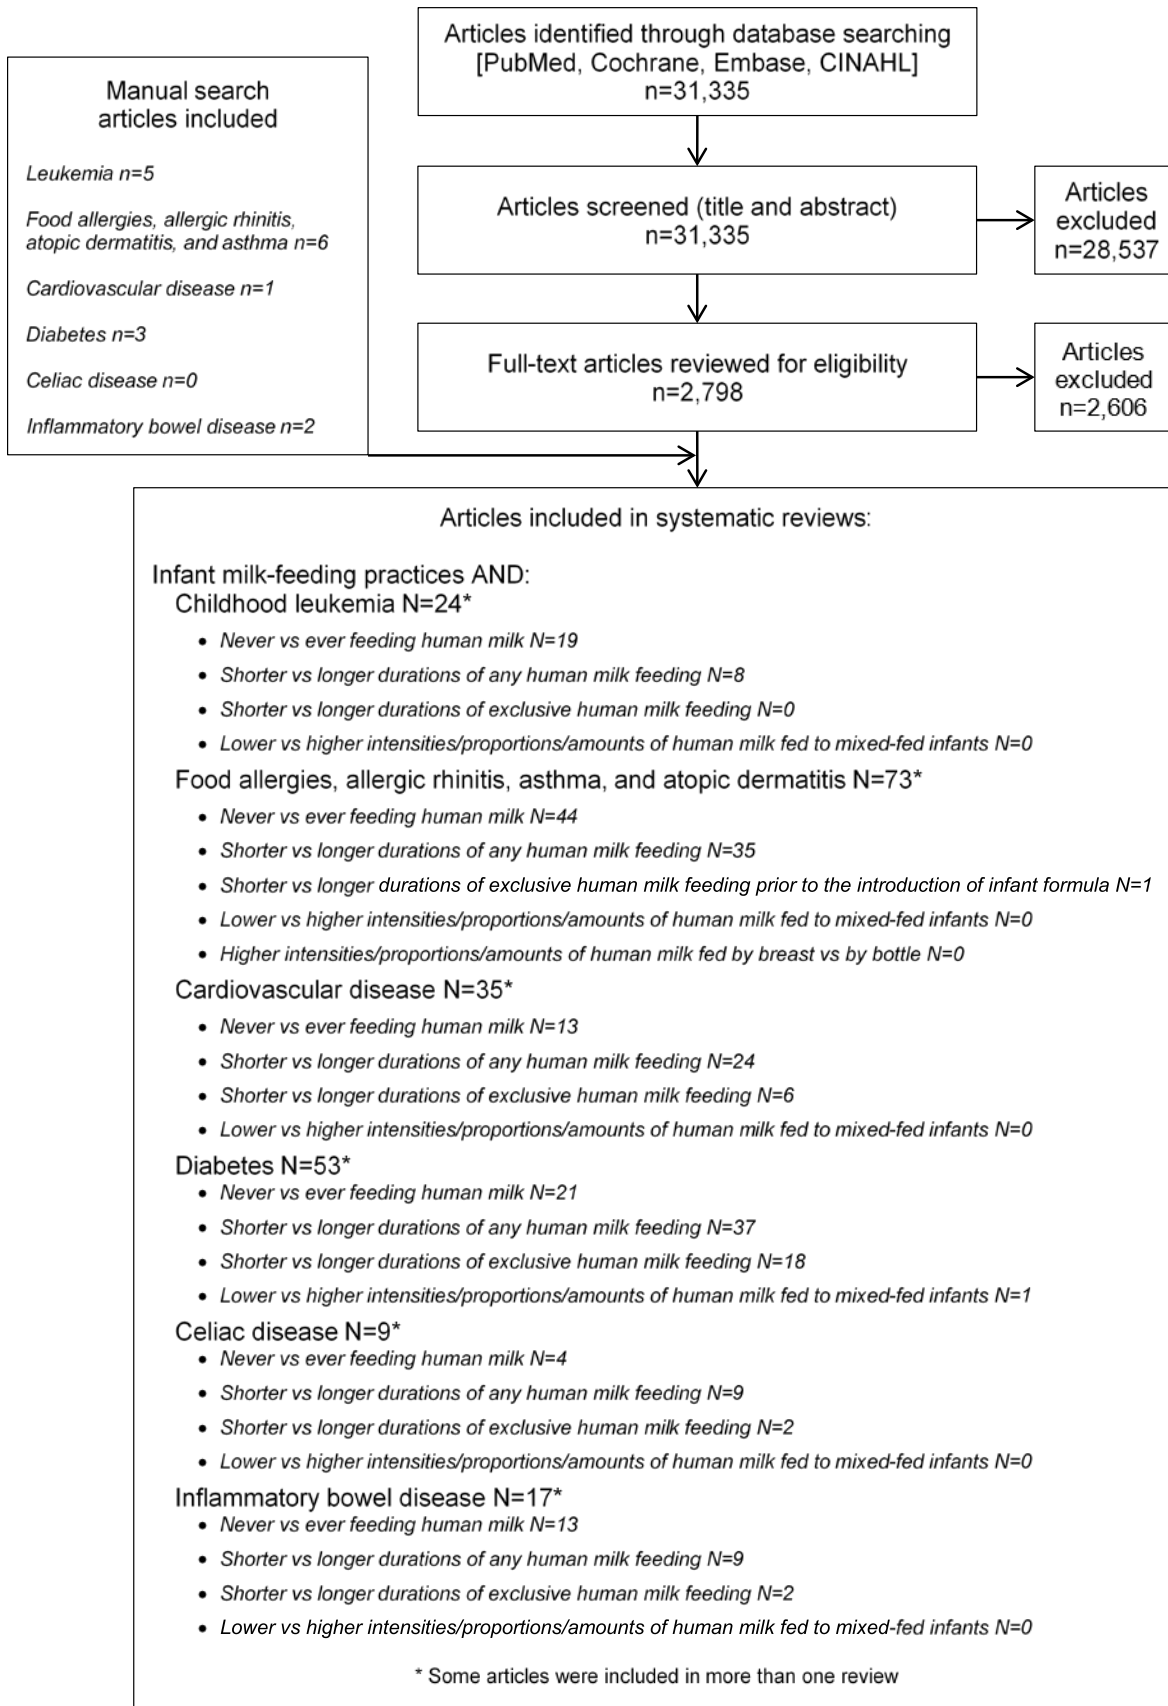 Articles identified through database searching
[PubMed, Cochrane, Embase, CINAHL]
n=31,335
Manual search
articles included
Leukemia n=5
Food allergies, allergic rhinitis,
atopic dermatitis, and asthma n=6
Cardiovascular disease n=1
Diabetes n=3
Celiac disease n=0
Inflammatory bowel disease n=2
Articles screened (title and abstract)
n=31,335
Articles
excluded
n=28,537
Full-text articles reviewed for eligibility
n=2,798
Articles
excluded
n=2,606
Articles included in systematic reviews:
Infant milk-feeding practices AND:
Childhood leukemia N=24*
• Never vs ever feeding human milk N=19
• Shorter vs longer durations of any human milk feeding N=8
• Shorter vs longer durations of exclusive human milk feeding N=0
• Lower vs higher intensities/proportions/amounts of human milk fed to mixed-fed infants N=0
Food allergies, allergic rhinitis, asthma, and atopic dermatitis N=73*
• Never vs ever feeding human milk N=44
• Shorter vs longer durations of any human milk feeding N=35
• Shorter vs longer durations of exclusive human milk feeding prior to the introduction of infant formula N=1
• Lower vs higher intensities/proportions/amounts of human milk fed to mixed-fed infants N=0
• Higher intensities/proportions/amounts of human milk fed by breast vs by bottle N=0
Cardiovascular disease N=35*
• Never vs ever feeding human milk N=13
• Shorter vs longer durations of any human milk feeding N=24
• Shorter vs longer durations of exclusive human milk feeding N=6
• Lower vs higher intensities/proportions/amounts of human milk fed to mixed-fed infants N=0
Diabetes N=53*
• Never vs ever feeding human milk N=21
• Shorter vs longer durations of any human milk feeding N=37
• Shorter vs longer durations of exclusive human milk feeding N=18
• Lower vs higher intensities/proportions/amounts of human milk fed to mixed-fed infants N=1
Celiac disease N=9*
• Never vs ever feeding human milk N=4
• Shorter vs longer durations of any human milk feeding N=9
• Shorter vs longer durations of exclusive human milk feeding N=2
• Lower vs higher intensities/proportions/amounts of human milk fed to mixed-fed infants N=0
Inflammatory bowel disease N=17*
• Never vs ever feeding human milk N=13
• Shorter vs longer durations of any human milk feeding N=9
• Shorter vs longer durations of exclusive human milk feeding N=2
• Lower vs higher intensities/proportions/amounts of human milk fed to mixed-fed infants N=0
* Some articles were included in more than one review